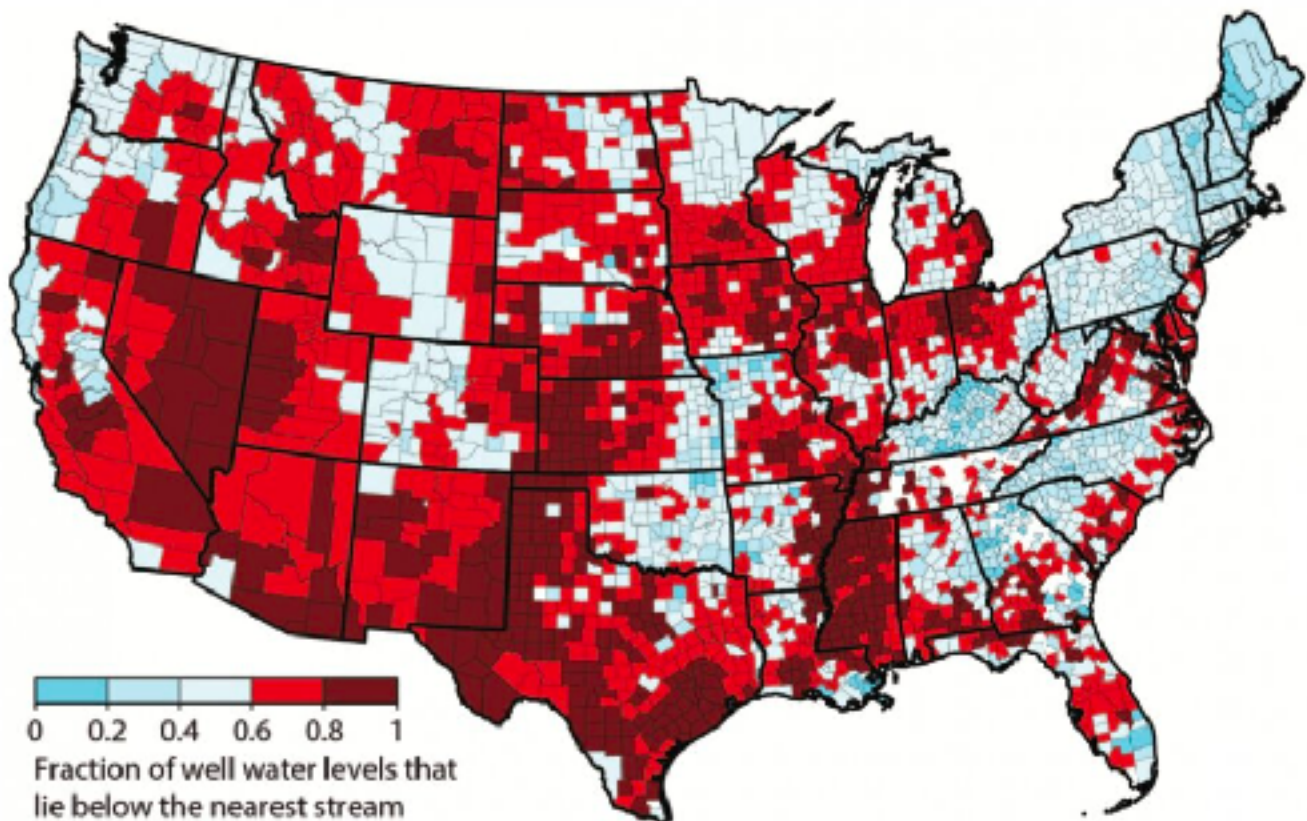 0 0.2 0.4 0.6 0.8 1
Fraction of well water levels that
lie below the nearest stream